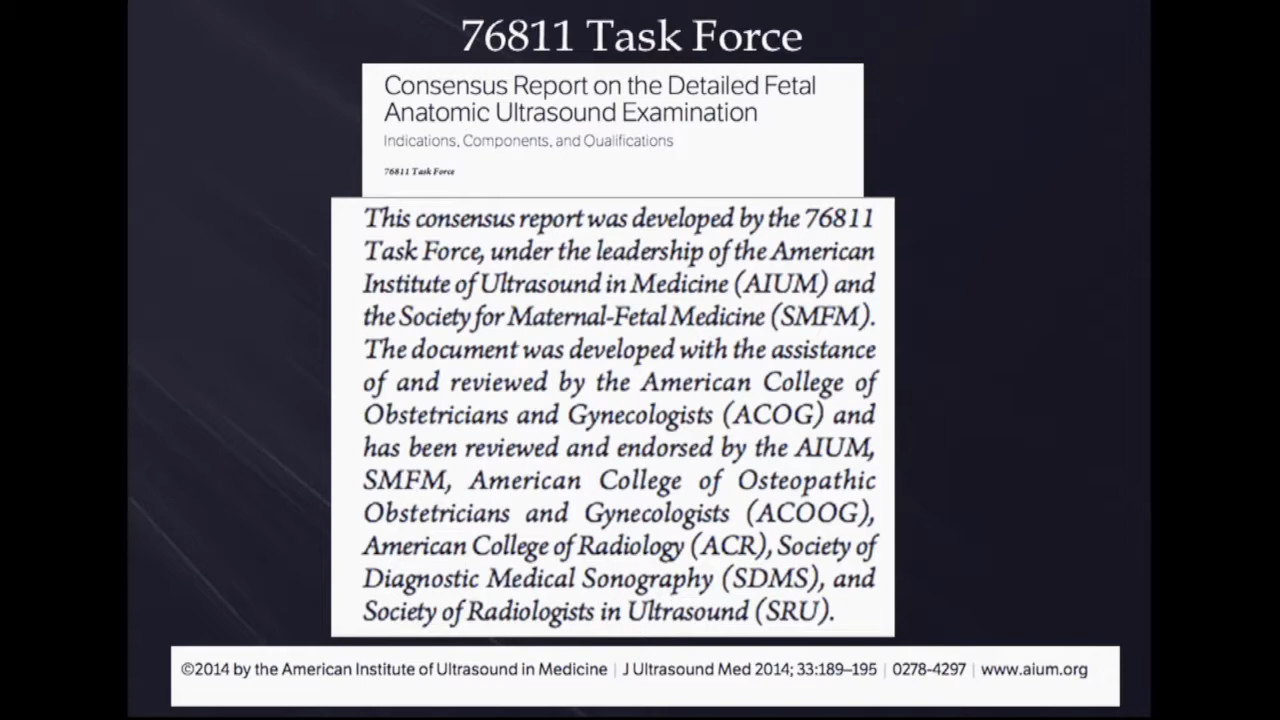 76811 Task Force
Consensus Report on the Detailed Fetal
Anatomic Ultrasound Examination
Indications, Components, and Qualifications
76811 Task Force
This consensus report was developed by the 76811
Task Force, under the leadership of the American
Institute of Ultrasound in Medicine (AIUM) and
the Society for Maternal-Fetal Medicine (SMFM).
The document was developed with the assistance
of and reviewed by the American College of
Obstetricians and Gynecologists (ACOG) and
has been reviewed and endorsed by the AIUM,
SMFM, American College of Osteopathic
Obstetricians and Gynecologists (ACOOG),
American College of Radiology (ACR), Society of
Diagnostic Medical Sonography (SDMS), and
Society of Radiologists in Ultrasound (SRU).
©2014 by the American Institute of Ultrasound in Medicine | J Ultrasound Med 2014; 33:189–195 | 0278-4297 | www.aium.org